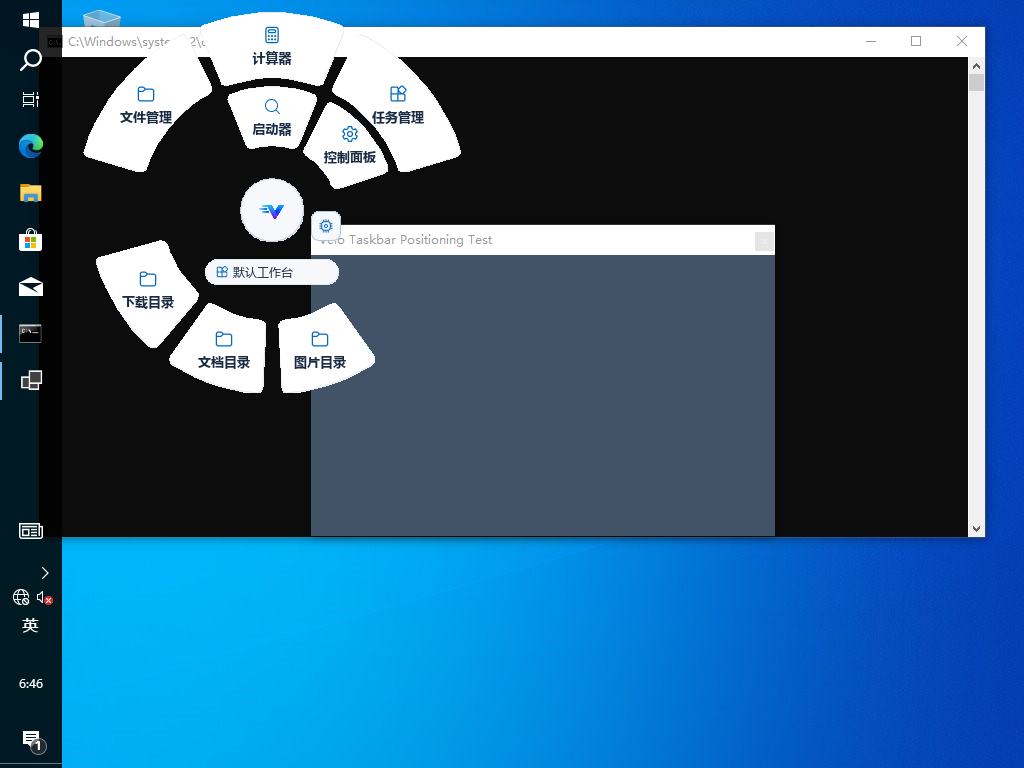 C:\Windows\syste
计算器
文件管理
任务管理
启动器
控制面板
Velo Taskbar Positioning Test
默认工作台
下载目录
文档目录
图片目录
英
6:46
1